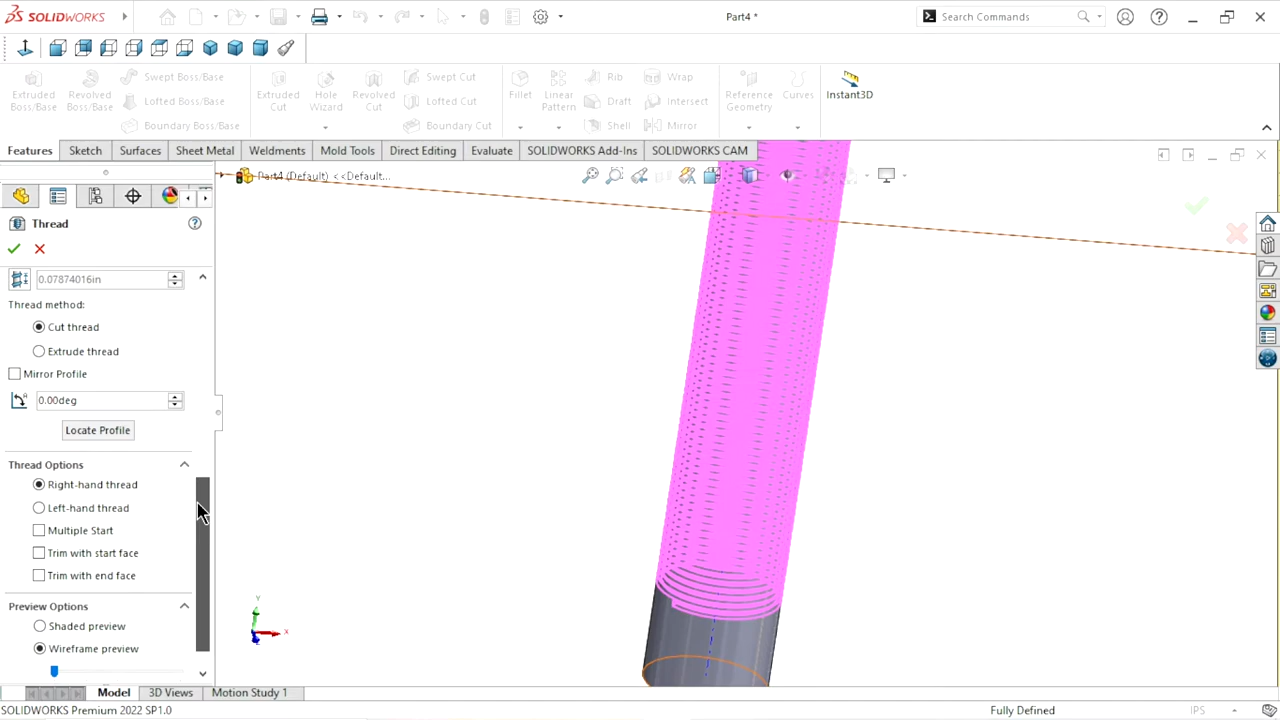 SOLIDWORKS
Part4 *
Search Commands
Extruded Boss/Base
Revolved Boss/Base
Swept Boss/Base
Lofted Boss/Base
Boundary Boss/Base
Extruded Cut
Hole Wizard
Revolved Cut
Swept Cut
Lofted Cut
Boundary Cut
Fillet
Linear Pattern
Rib
Draft
Shell
Wrap
Intersect
Mirror
Reference Geometry
Curves
Instant3D
Features
Sketch
Surfaces
Sheet Metal
Weldments
Mold Tools
Direct Editing
Evaluate
SOLIDWORKS Add-Ins
SOLIDWORKS CAM
Part4 (Default) <<Default...
Thread
0.07874016in
Thread method:
Cut thread
Extrude thread
Mirror Profile
0.00deg
Locate Profile
Thread Options
Right-hand thread
Left-hand thread
Multiple Start
Trim with start face
Trim with end face
Preview Options
Shaded preview
Wireframe preview
Y
X
Model
3D Views
Motion Study 1
SOLIDWORKS Premium 2022 SP1.0
Fully Defined
IPS